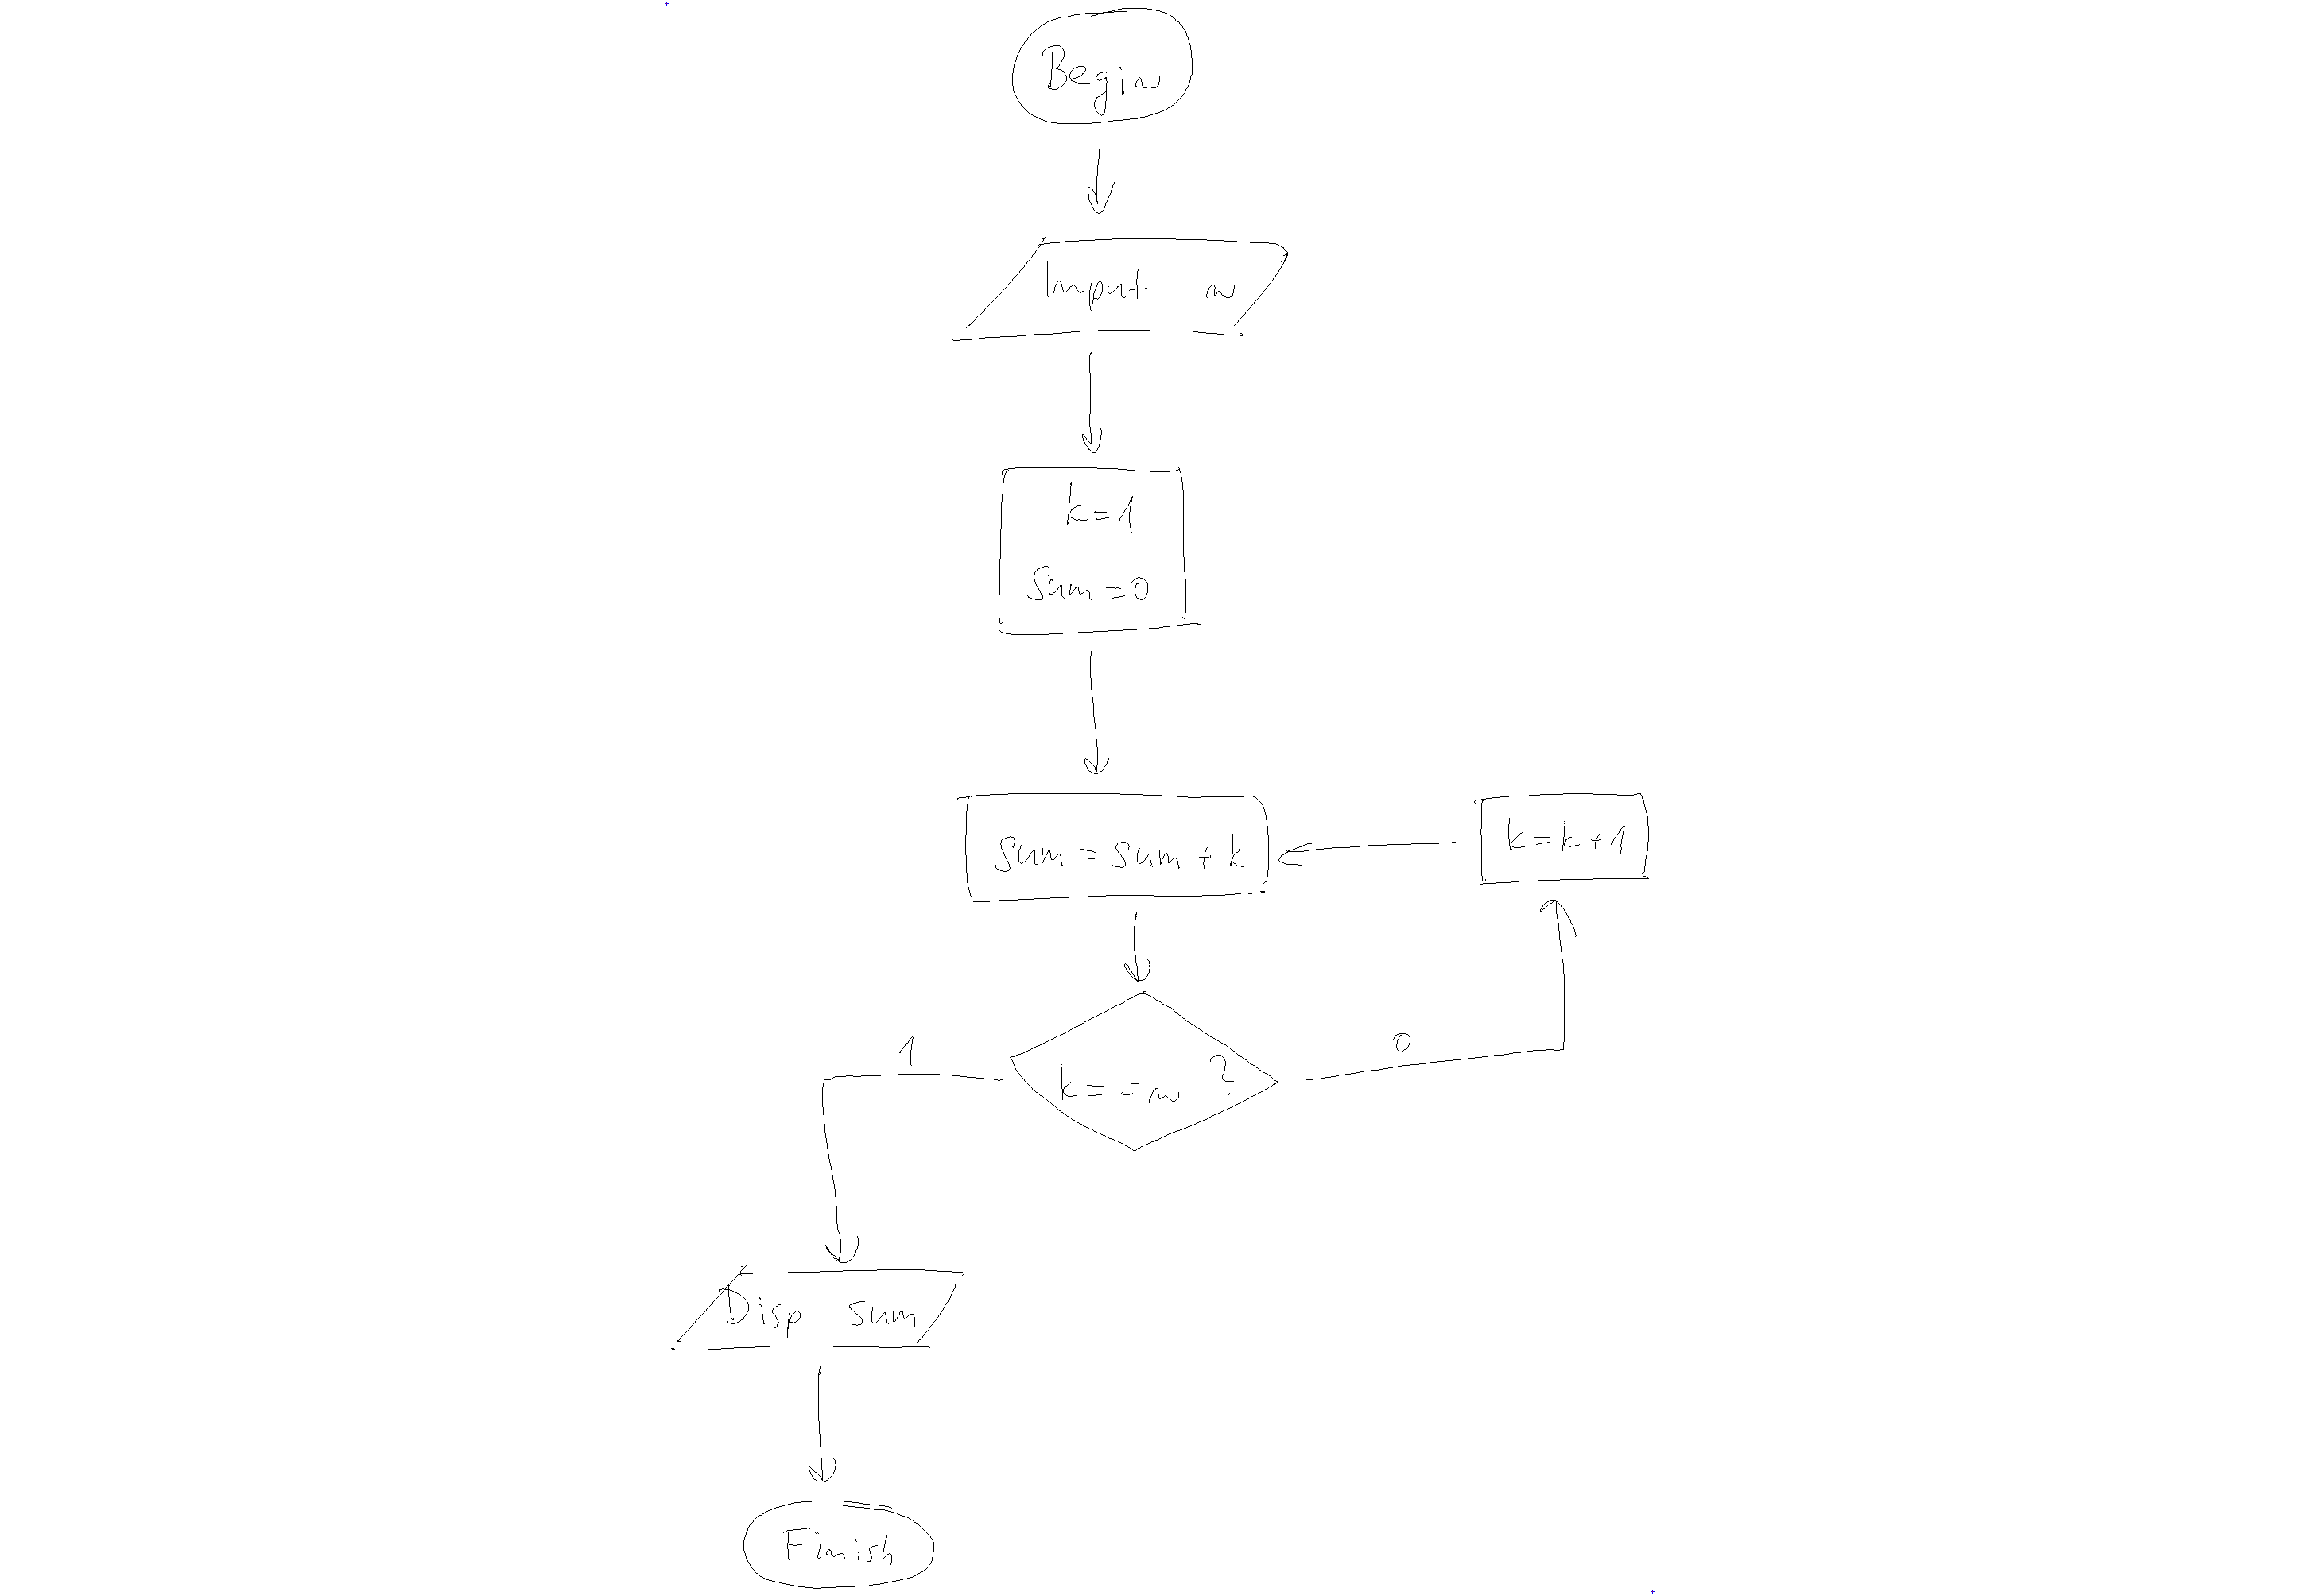 Begin
Input n
k=1
sum=0
sum=sum+k
k=k+1
1
0
k==n ?
Disp sum
Finish